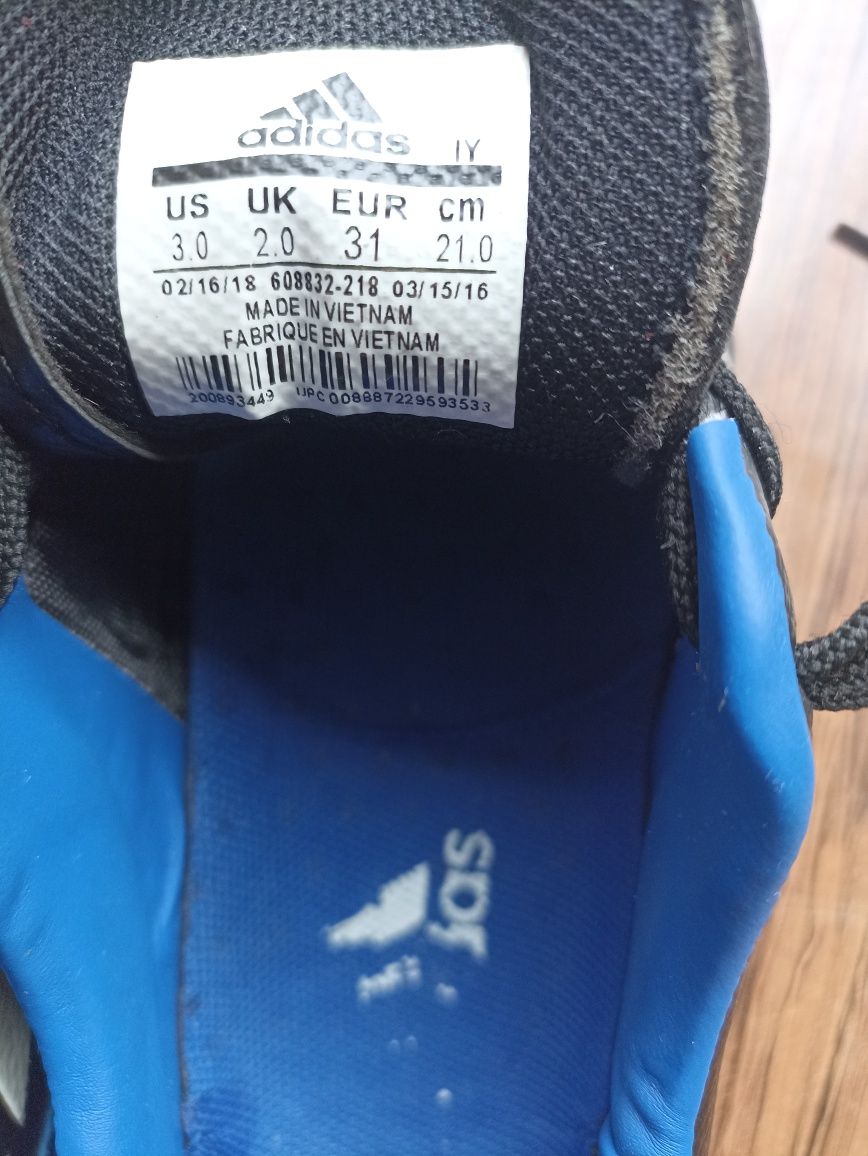 adidas IY
US UK EUR cm
3.0 2.0 31 21.0
02/16/18 608832-218 03/15/16
MADE IN VIETNAM
FABRIQUE EN VIETNAM
200893449 UPC 008887229593533